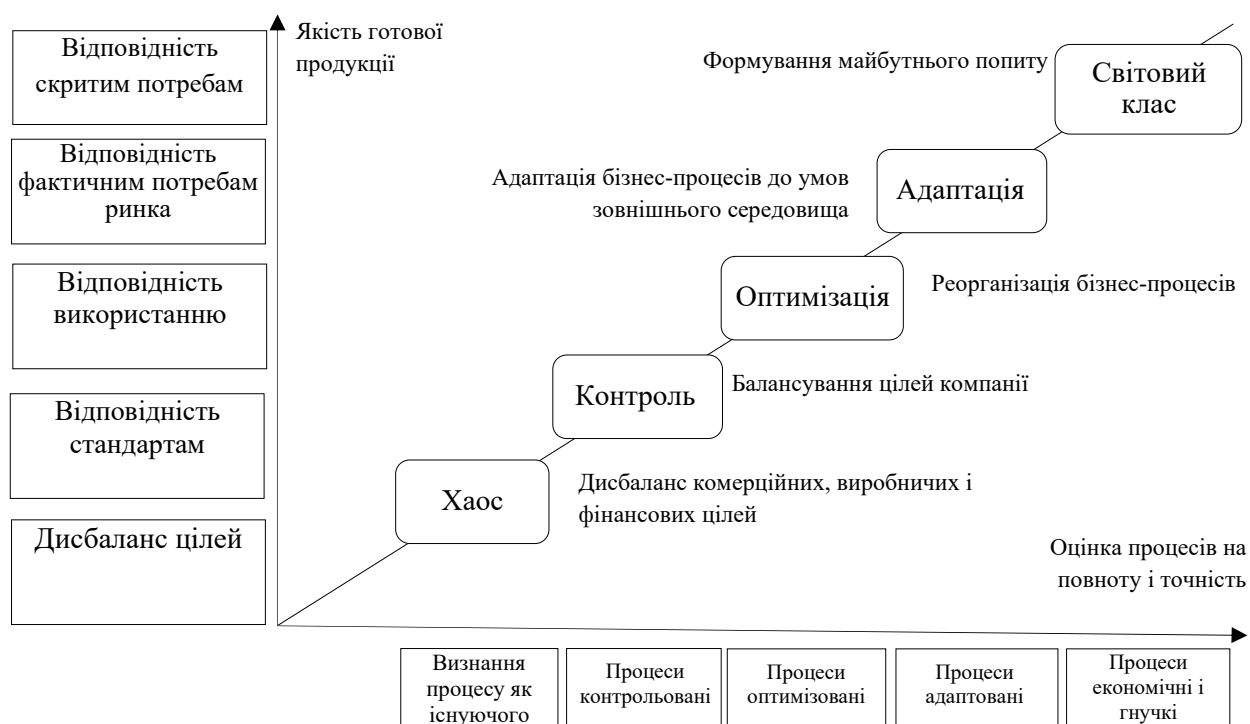 Відповідність
скритим потребам
Відповідність
фактичним потребам
ринка
Відповідність
використанню
Відповідність
стандартам
Дисбаланс цілей
Якість готової
продукції
Формування майбутнього попиту
Світовий
клас
Адаптація бізнес-процесів до умов
зовнішнього середовища
Адаптація
Оптимізація
Реорганізація бізнес-процесів
Контроль
Балансування цілей компанії
Хаос
Дисбаланс комерційних, виробничих і
фінансових цілей
Оцінка процесів на
повноту і точність
Визнання
процесу як
існуючого
Процеси
контрольовані
Процеси
оптимізовані
Процеси
адаптовані
Процеси
економічні і
гнучкі